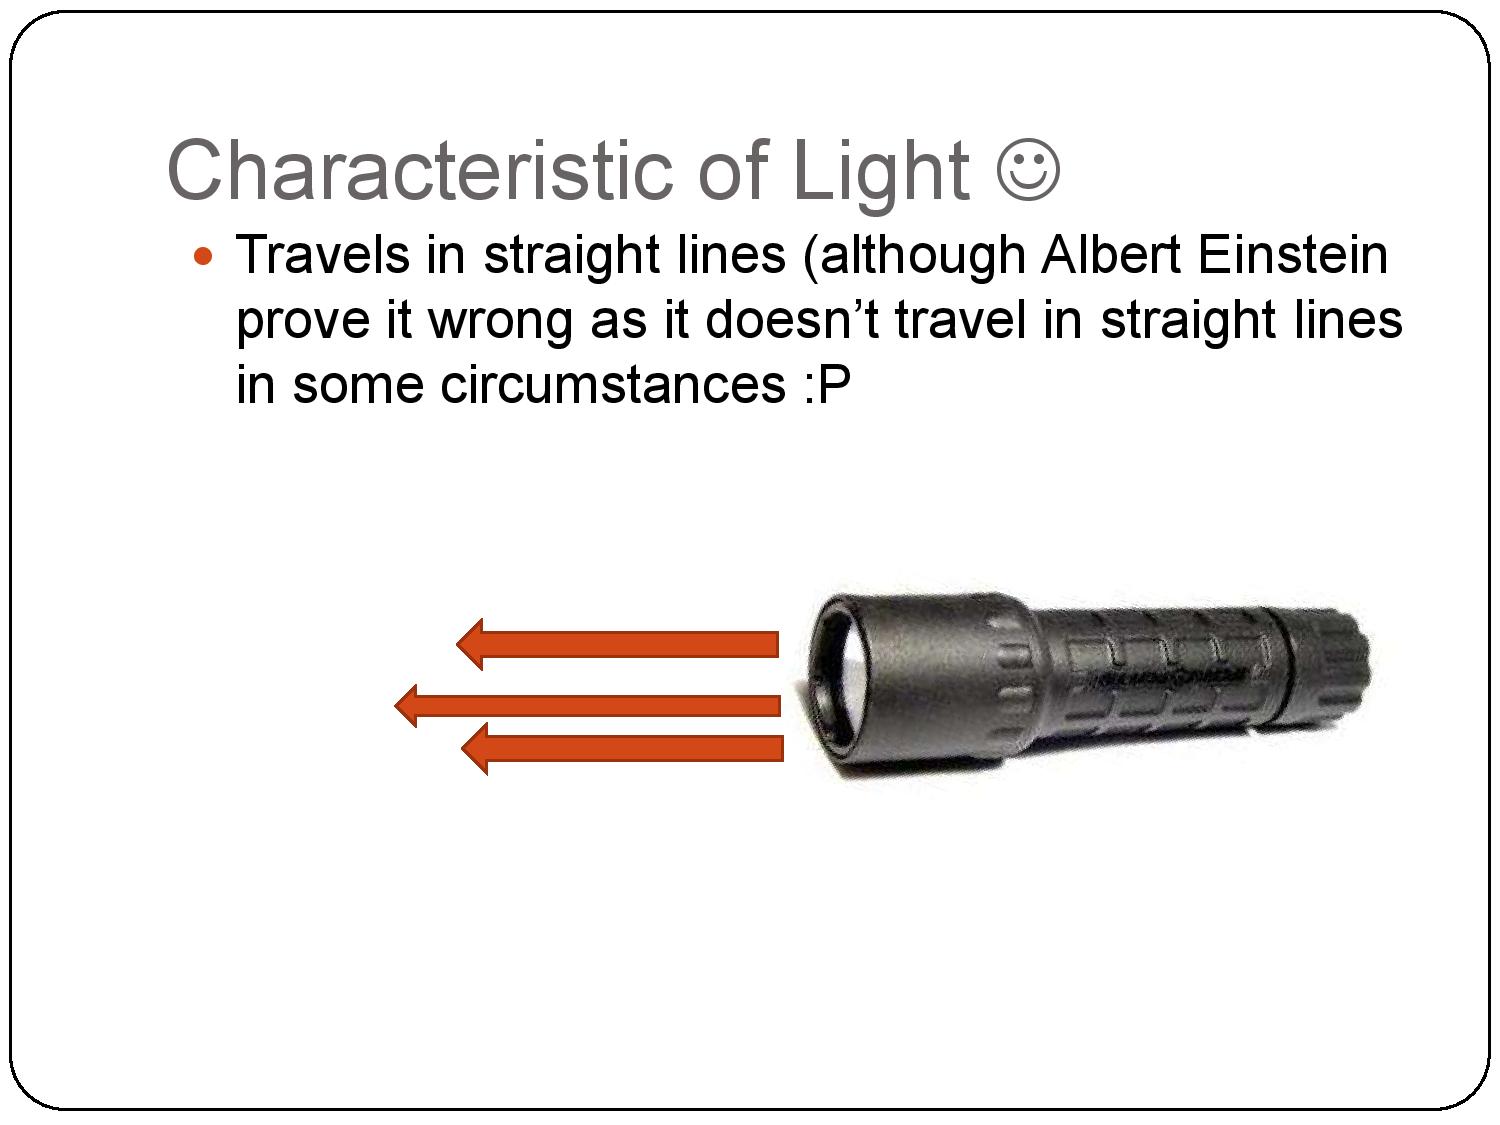 Characteristic of Light ☺
• Travels in straight lines (although Albert Einstein
prove it wrong as it doesn’t travel in straight lines
in some circumstances :P